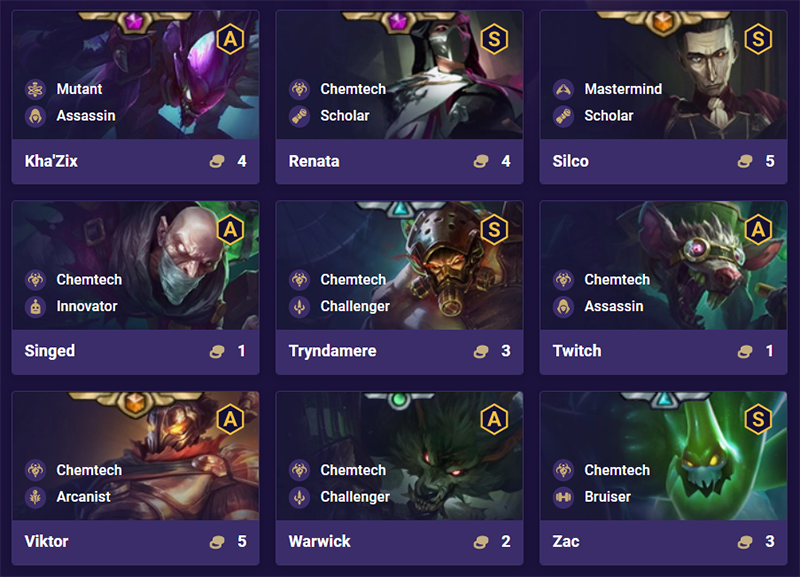 A
Mutant
Assassin
Kha'Zix 4
S
Chemtech
Scholar
Renata 4
S
Mastermind
Scholar
Silco 5
A
Chemtech
Innovator
Singed 1
S
Chemtech
Challenger
Tryndamere 3
A
Chemtech
Assassin
Twitch 1
A
Chemtech
Arcanist
Viktor 5
A
Chemtech
Challenger
Warwick 2
S
Chemtech
Bruiser
Zac 3